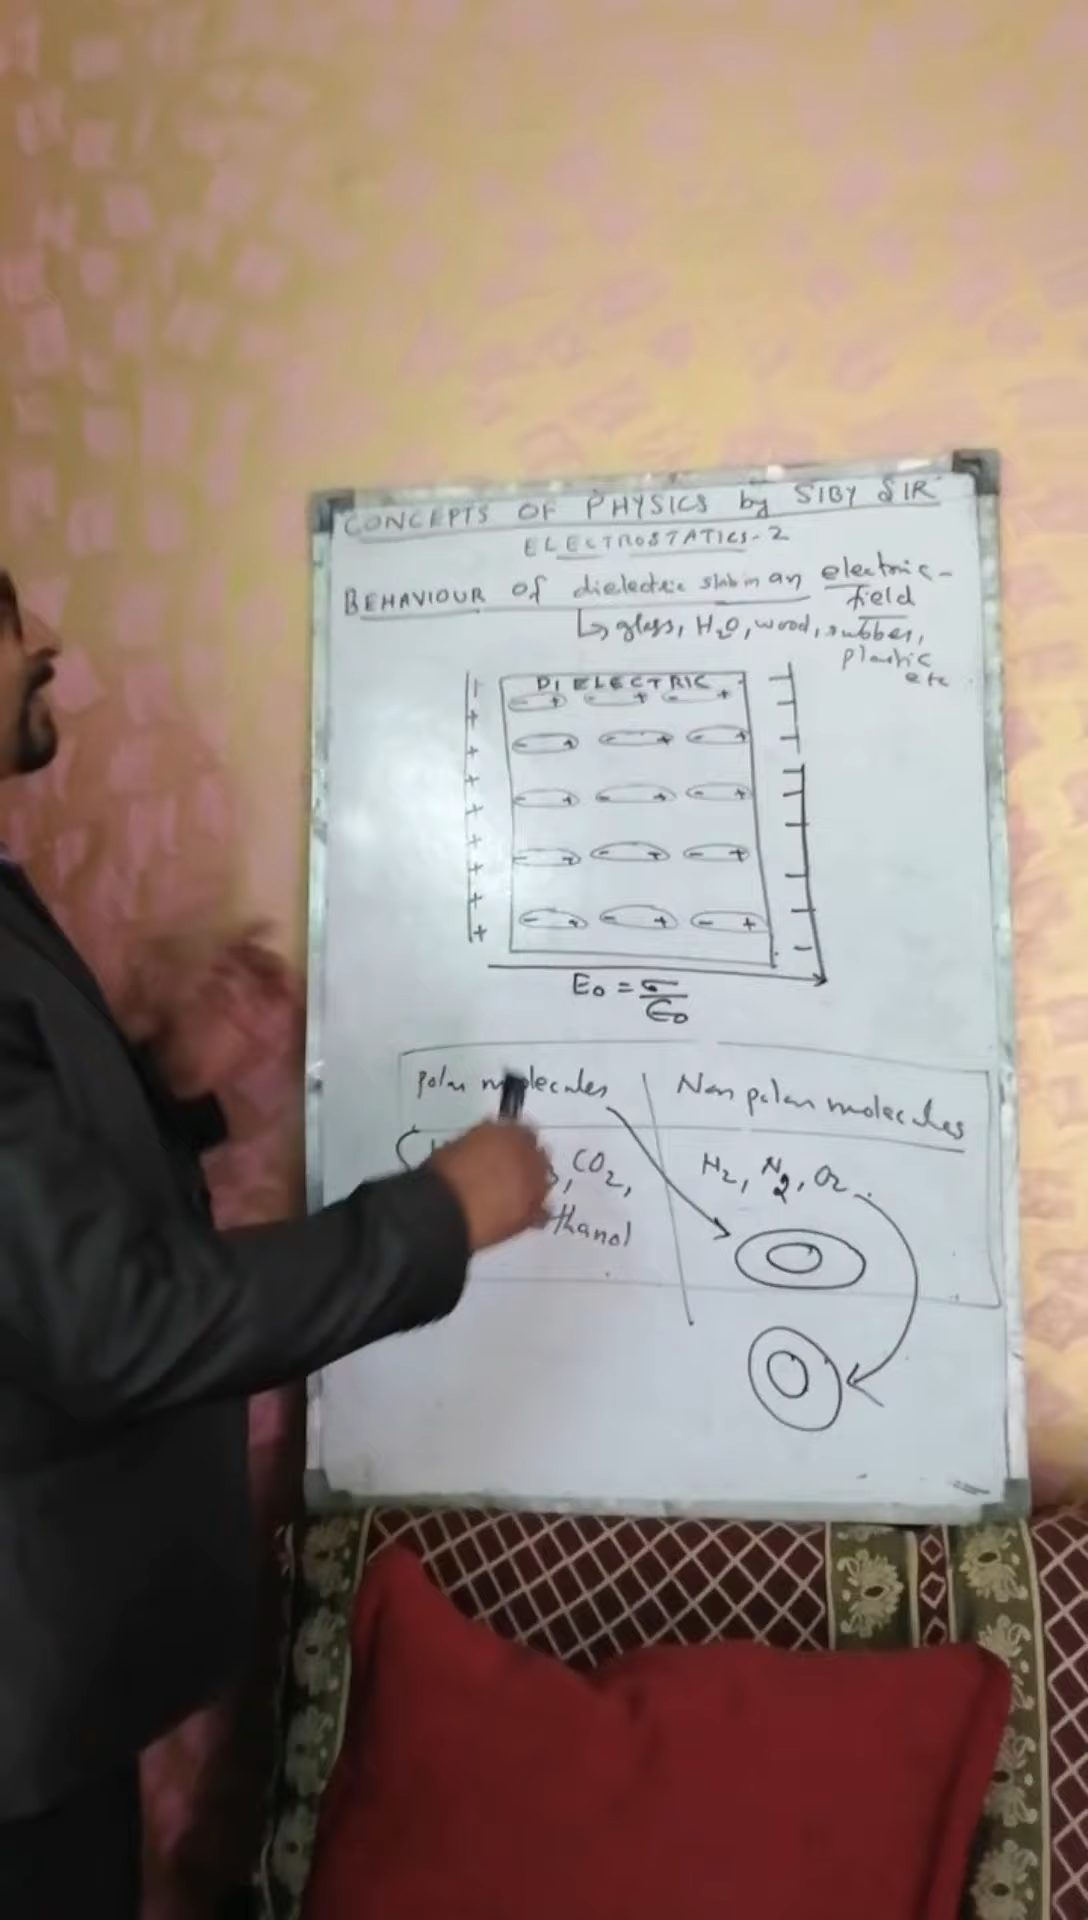 CONCEPTS OF PHYSICS by SIBY SIR
ELECTROSTATICS-2
BEHAVIOUR of dielectric slab in an electric-
field
↳ glass, H2O, wood, rubber,
plastic
etc
DIELECTRIC
E0 = σ/ϵ0
Polar molecules
Non polar molecules
CO2,
H2, N2, O2.
thanol